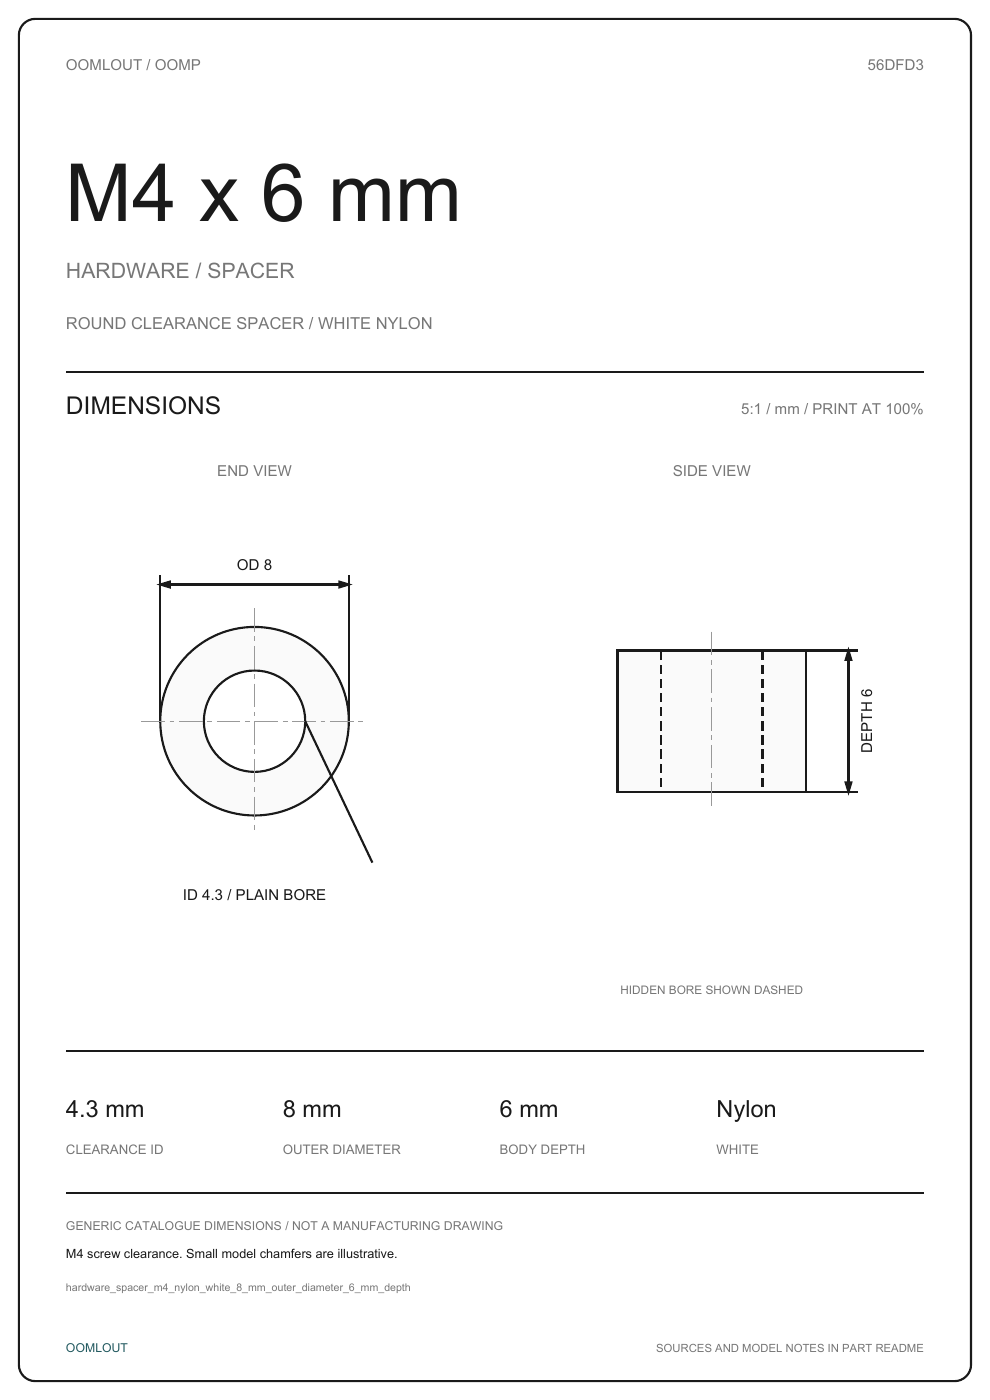 OOMLOUT / OOMP
56DFD3
M4 x 6 mm
HARDWARE / SPACER
ROUND CLEARANCE SPACER / WHITE NYLON
DIMENSIONS
5:1 / mm / PRINT AT 100%
END VIEW
SIDE VIEW
OD 8
DEPTH 6
ID 4.3 / PLAIN BORE
HIDDEN BORE SHOWN DASHED
4.3 mm
8 mm
6 mm
Nylon
CLEARANCE ID
OUTER DIAMETER
BODY DEPTH
WHITE
GENERIC CATALOGUE DIMENSIONS / NOT A MANUFACTURING DRAWING
M4 screw clearance. Small model chamfers are illustrative.
hardware_spacer_m4_nylon_white_8_mm_outer_diameter_6_mm_depth
OOMLOUT
SOURCES AND MODEL NOTES IN PART README